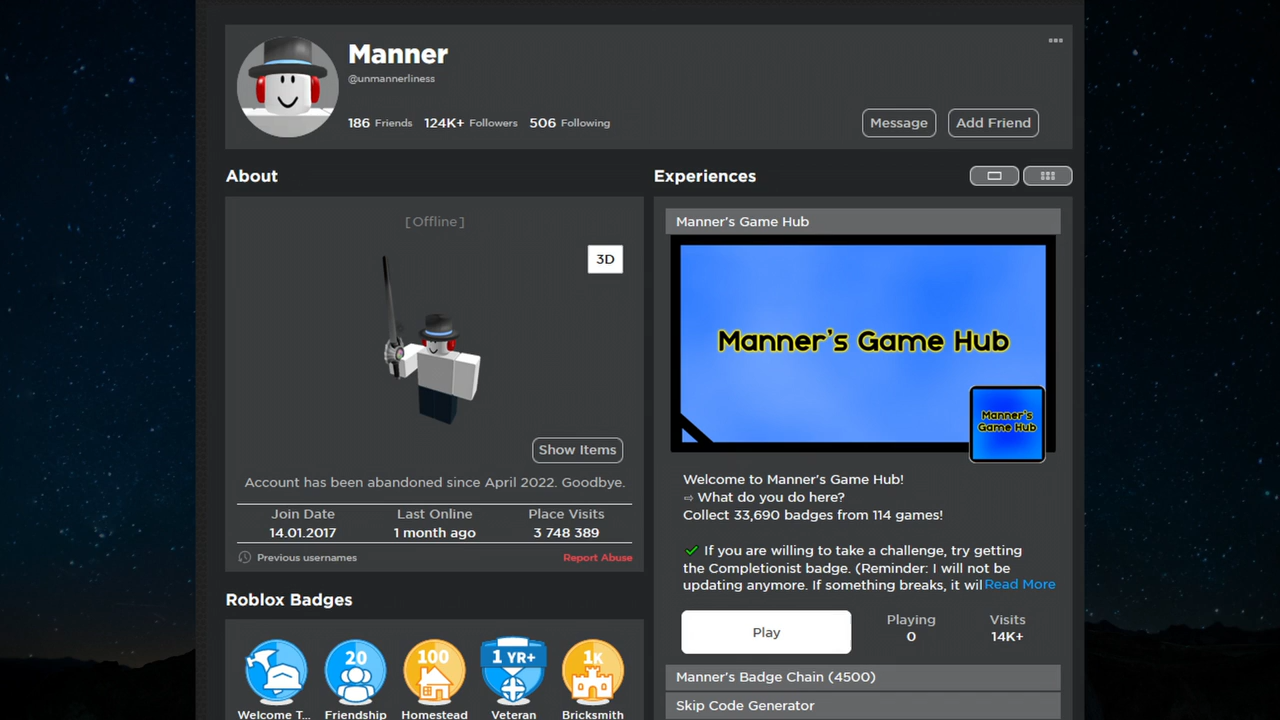 Manner
@unmannerliness
186 Friends 124K+ Followers 506 Following
Message
Add Friend
About
[Offline]
3D
Show Items
Account has been abandoned since April 2022. Goodbye.
Join Date Last Online Place Visits
14.01.2017 1 month ago 3 748 389
Previous usernames
Report Abuse
Roblox Badges
20
100
1 YR+
1K
Welcome T... Friendship Homestead Veteran Bricksmith
Experiences
Manner's Game Hub
Manner's Game Hub
Manner's
Game Hub
Welcome to Manner's Game Hub!
⇨ What do you do here?
Collect 33,690 badges from 114 games!
✓ If you are willing to take a challenge, try getting
the Completionist badge. (Reminder: I will not be
updating anymore. If something breaks, it wil Read More
Play
Playing Visits
0 14K+
Manner's Badge Chain (4500)
Skip Code Generator